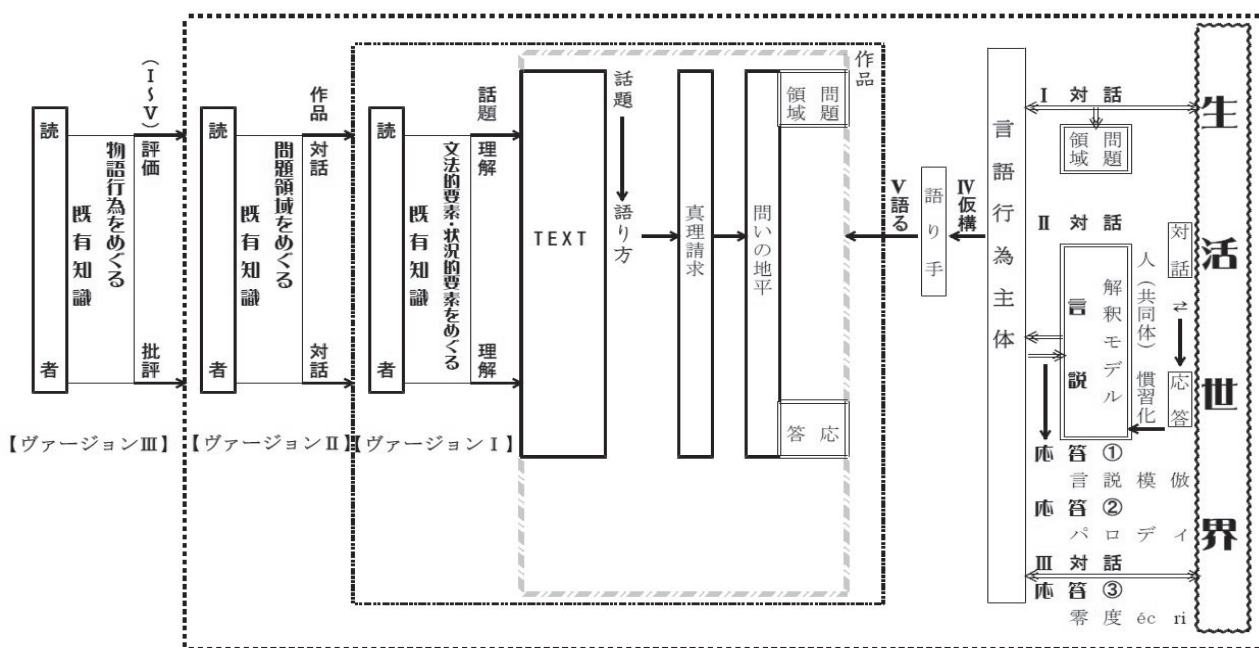 生活世界
Ⅰ 対話
問題
領域
Ⅱ 対話
対話
⇄
応答
人(共同体) 慣習化
解釈モデル
言説
応答①
言説模倣
応答②
パロディ
Ⅲ 対話
応答③
零度écri
言語行為主体
Ⅳ仮構
語り手
Ⅴ語る
作品
問題
領域
応
答
問いの地平
真理請求
話題
語り方
TEXT
話題
理解
文法的要素・状況的要素をめぐる
理解
既有知識
読者
【ヴァージョンⅠ】
作品
対話
問題領域をめぐる
対話
既有知識
読者
【ヴァージョンⅡ】
(Ⅰ~Ⅴ)
評価
物語行為をめぐる
批評
既有知識
読者
【ヴァージョンⅢ】